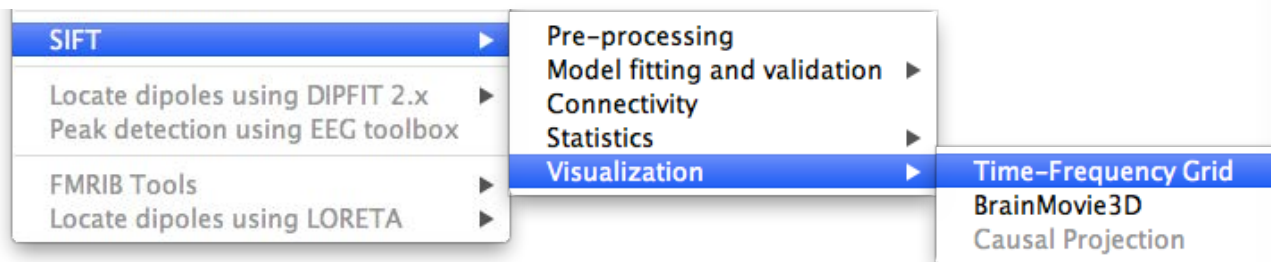 SIFT
Locate dipoles using DIPFIT 2.x
Peak detection using EEG toolbox
FMRIB Tools
Locate dipoles using LORETA
Pre-processing
Model fitting and validation
Connectivity
Statistics
Visualization
Time-Frequency Grid
BrainMovie3D
Causal Projection